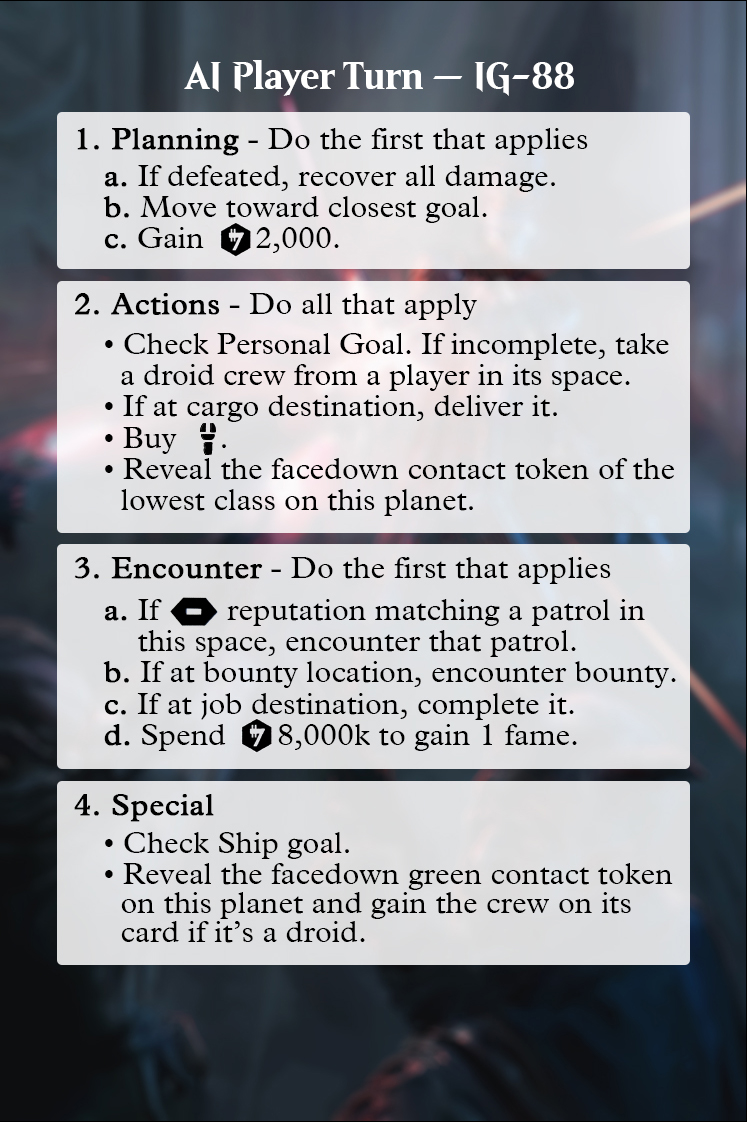 AI Player Turn — IG-88
1. Planning - Do the first that applies
a. If defeated, recover all damage.
b. Move toward closest goal.
c. Gain 2,000.
2. Actions - Do all that apply
• Check Personal Goal. If incomplete, take
a droid crew from a player in its space.
• If at cargo destination, deliver it.
• Buy .
• Reveal the facedown contact token of the
lowest class on this planet.
3. Encounter - Do the first that applies
a. If reputation matching a patrol in
this space, encounter that patrol.
b. If at bounty location, encounter bounty.
c. If at job destination, complete it.
d. Spend 8,000k to gain 1 fame.
4. Special
• Check Ship goal.
• Reveal the facedown green contact token
on this planet and gain the crew on its
card if it’s a droid.